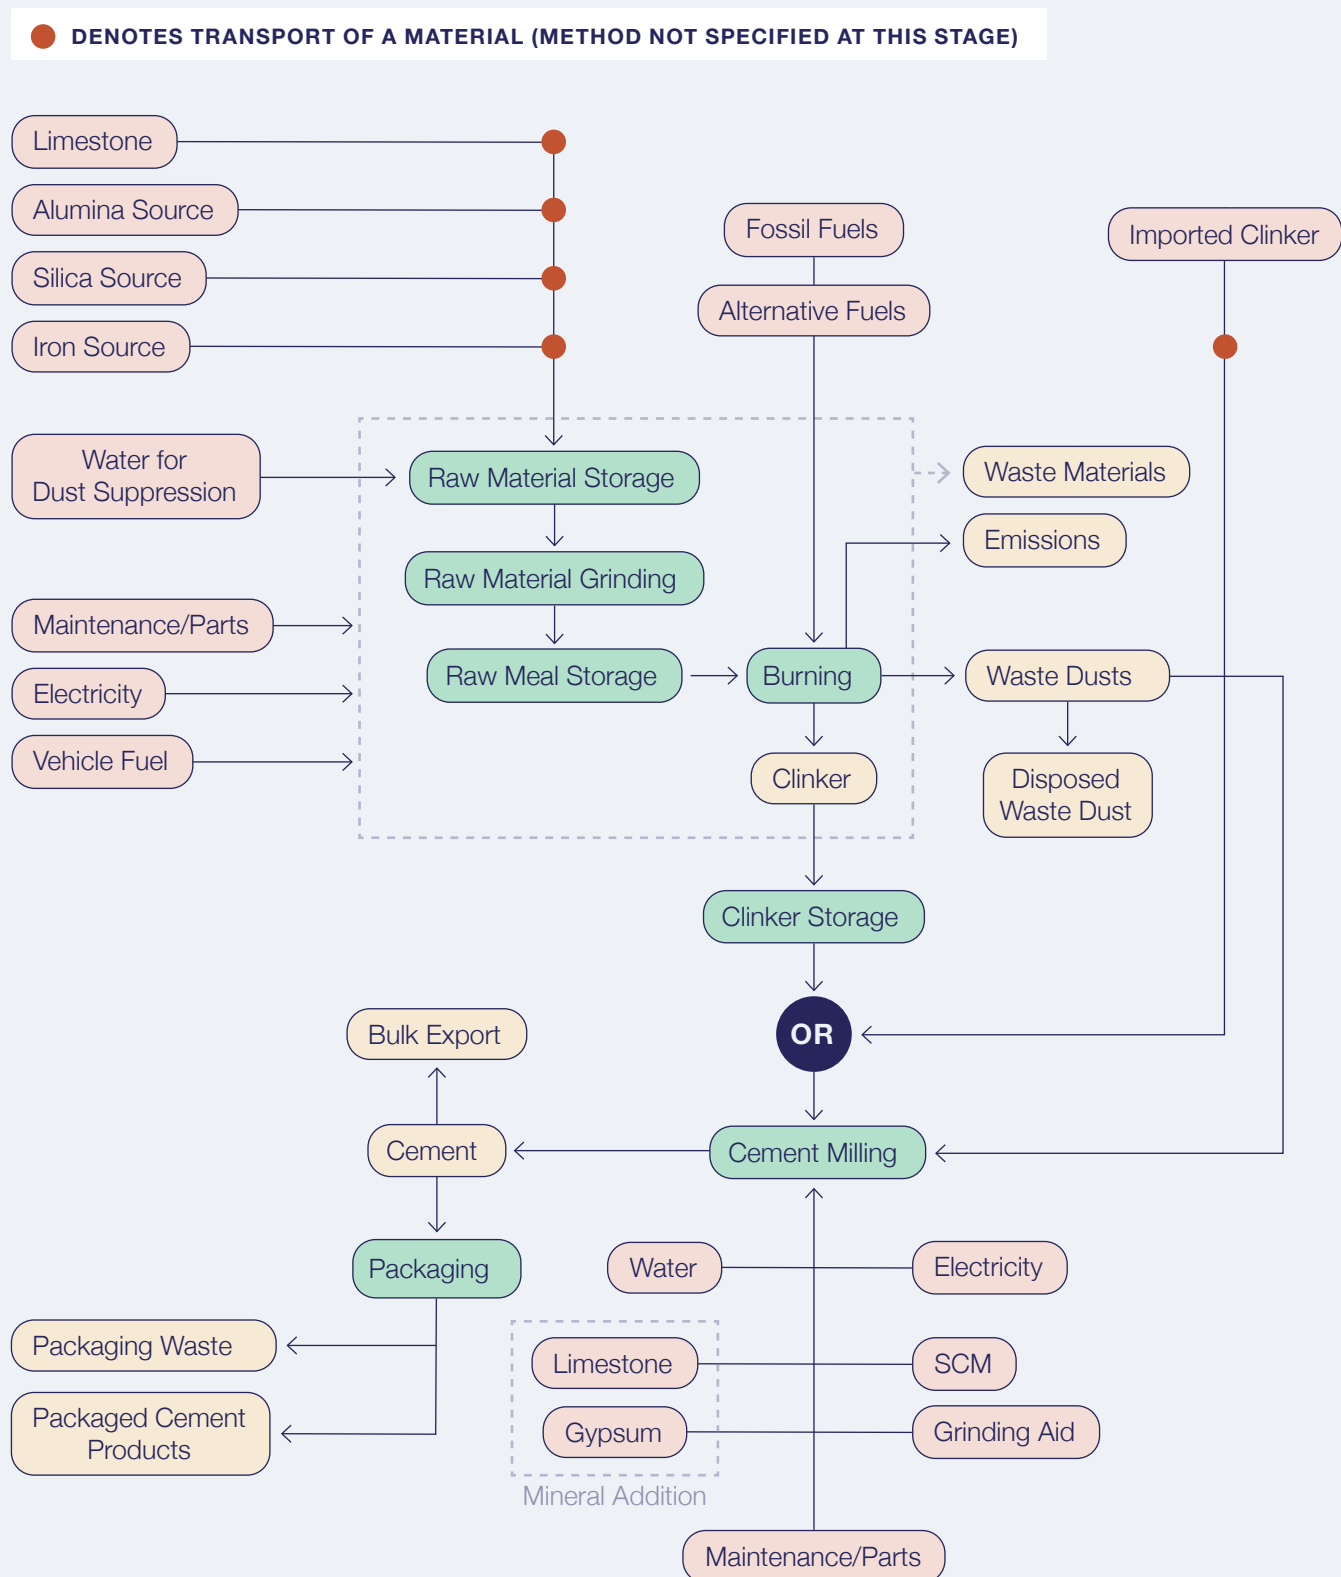 DENOTES TRANSPORT OF A MATERIAL (METHOD NOT SPECIFIED AT THIS STAGE)
Limestone
Alumina Source
Silica Source
Iron Source
Fossil Fuels
Alternative Fuels
Imported Clinker
Water for
Dust Suppression
Maintenance/Parts
Electricity
Vehicle Fuel
Raw Material Storage
Raw Material Grinding
Raw Meal Storage
Burning
Clinker
Waste Materials
Emissions
Waste Dusts
Disposed
Waste Dust
Clinker Storage
OR
Bulk Export
Cement
Cement Milling
Packaging
Packaging Waste
Packaged Cement
Products
Water
Electricity
Limestone
SCM
Gypsum
Grinding Aid
Mineral Addition
Maintenance/Parts